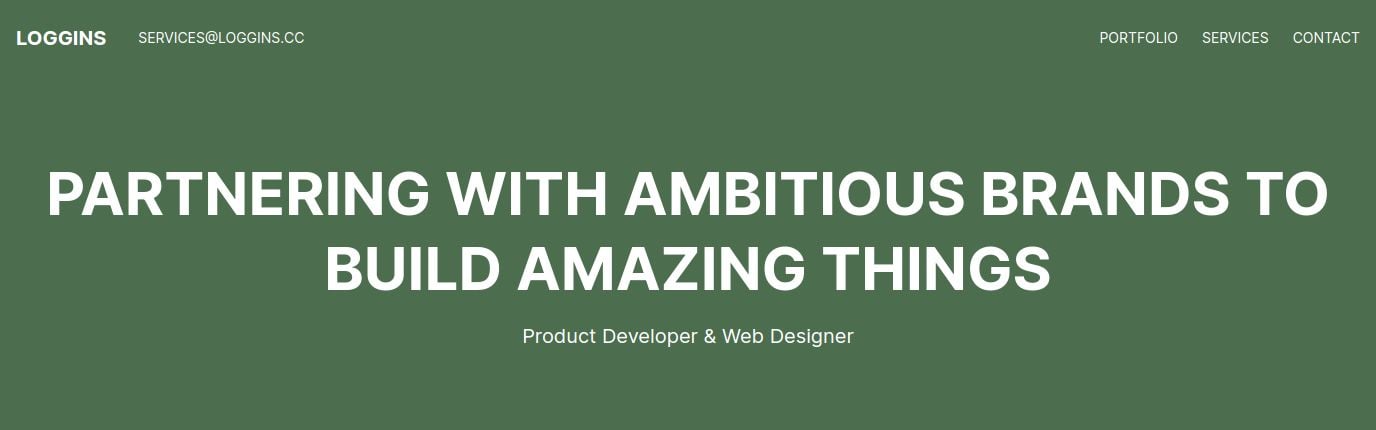 LOGGINS SERVICES@LOGGINS.CC PORTFOLIO SERVICES CONTACT
PARTNERING WITH AMBITIOUS BRANDS TO
BUILD AMAZING THINGS
Product Developer & Web Designer